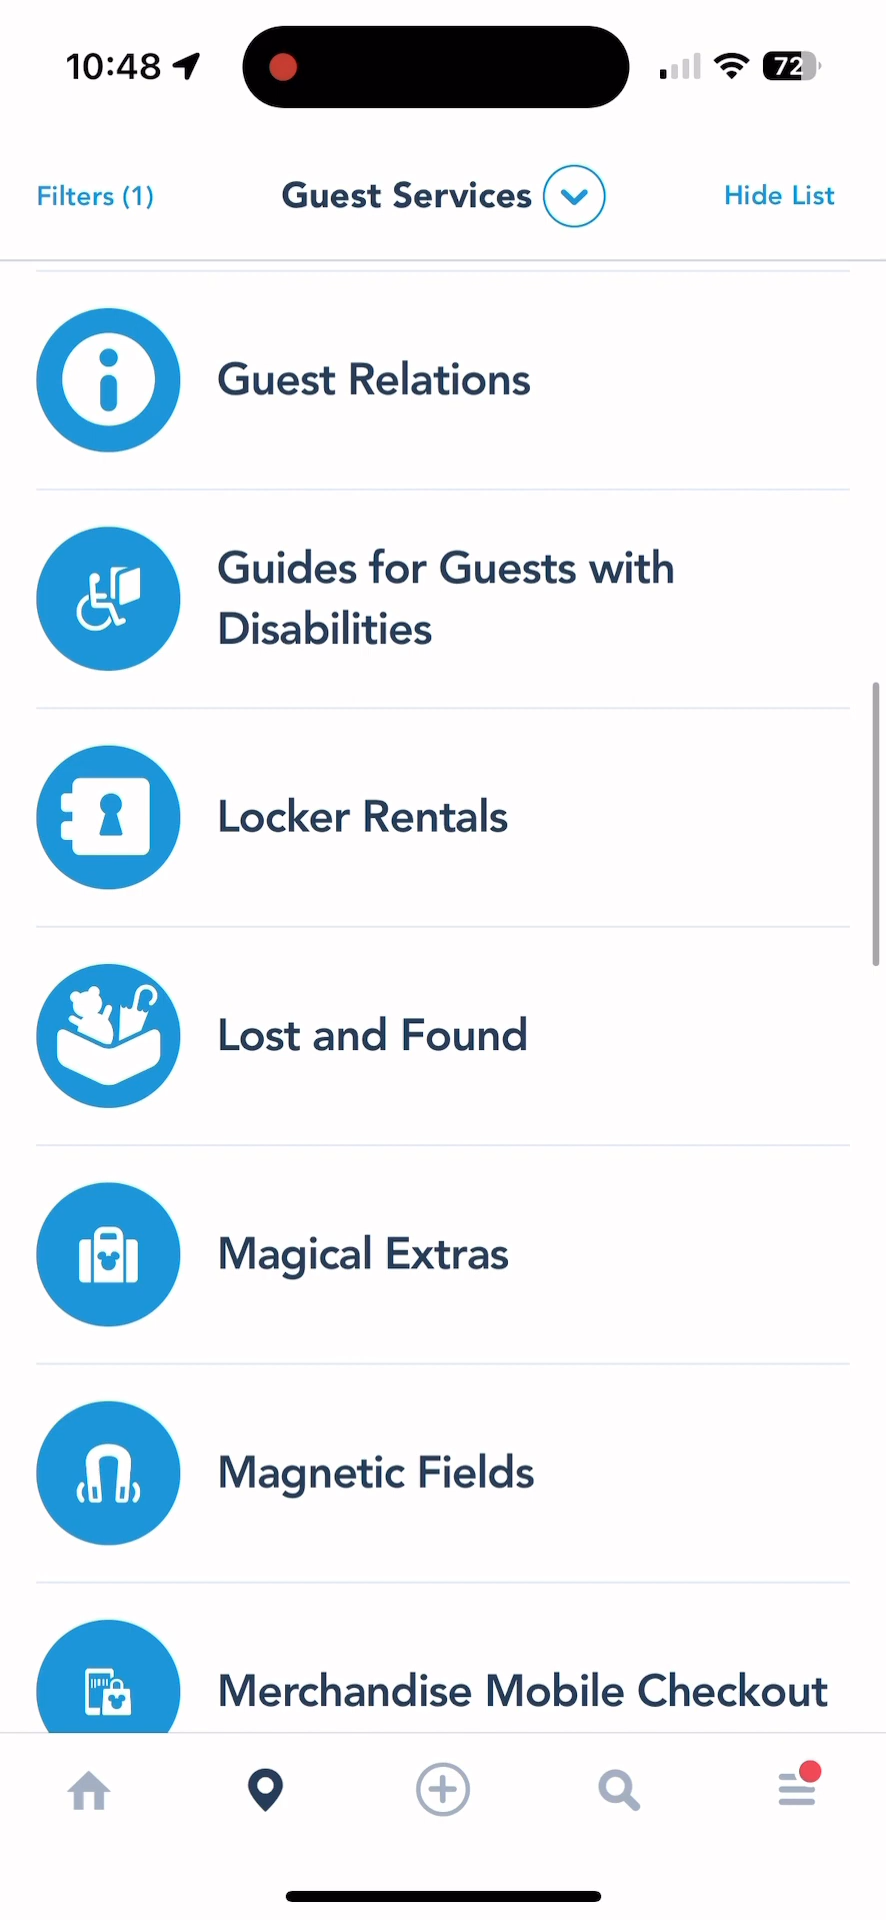 10:48
72
Filters (1)
Guest Services
Hide List
Guest Relations
Guides for Guests with
Disabilities
Locker Rentals
Lost and Found
Magical Extras
Magnetic Fields
Merchandise Mobile Checkout